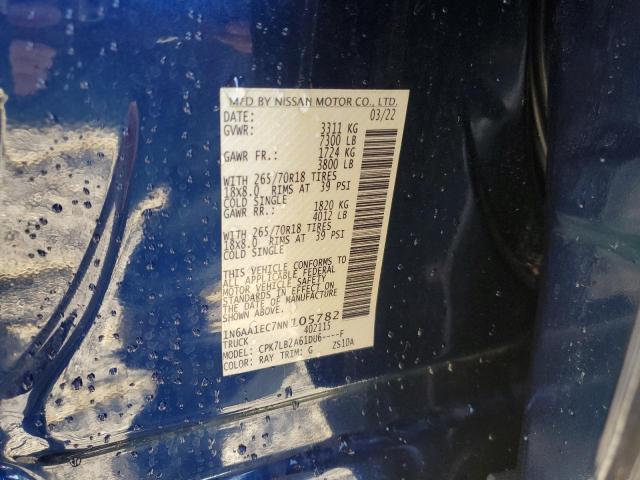 MFD BY NISSAN MOTOR CO., LTD.
DATE: 03/22
GVWR: 3311 KG
7300 LB
GAWR FR.: 1724 KG
3800 LB
WITH 265/70R18 TIRES
18x8.0 RIMS AT 39 PSI
COLD SINGLE
1820 KG
GAWR RR.: 4012 LB
WITH 265/70R18 TIRES
18x8.0 RIMS AT 39 PSI
COLD SINGLE
THIS VEHICLE CONFORMS TO
ALL APPLICABLE FEDERAL
MOTOR VEHICLE SAFETY
STANDARDS IN EFFECT ON
THE DATE OF MANUFACTURE
SHOWN ABOVE.
1N6AA1EC7NN105782
TRUCK 402115
MODEL: CPK7LB2A61DU6----F
COLOR: RAY TRIM: G ZS1DA